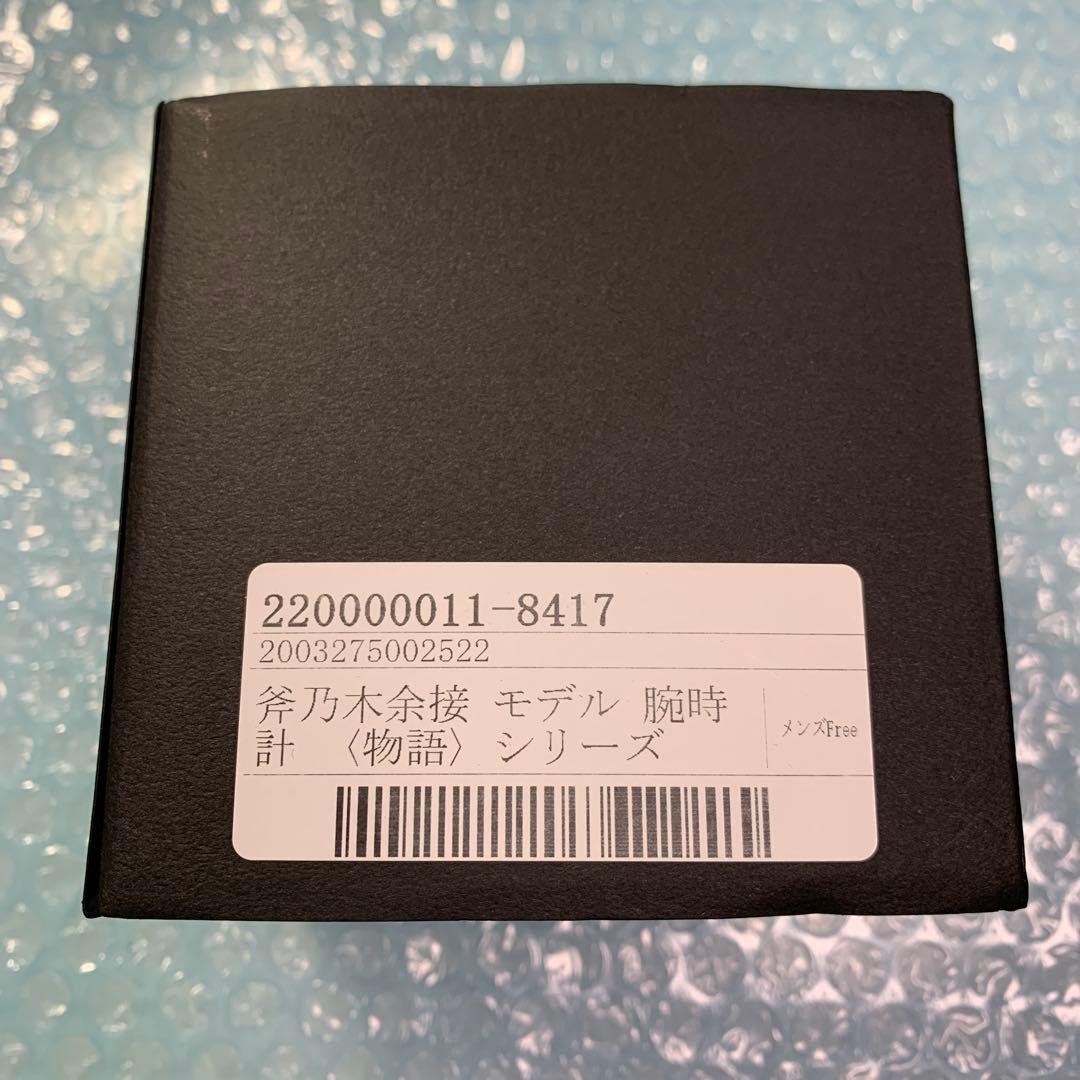 220000011-8417
2003275002522
斧乃木余接 モデル 腕時
計 〈物語〉シリーズ
メンズFree